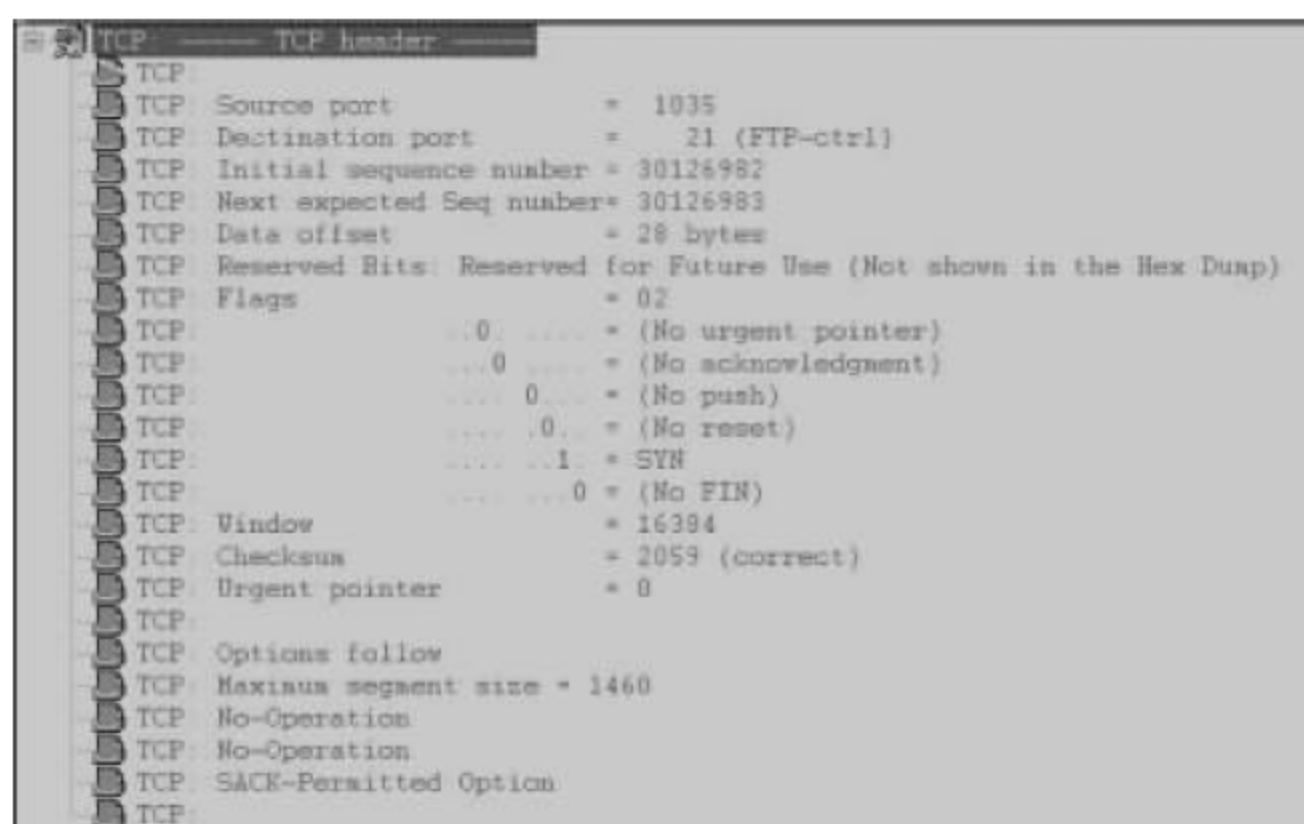 TCP: ----- TCP header -----
TCP:
TCP: Source port = 1035
TCP: Destination port = 21 (FTP-ctrl)
TCP: Initial sequence number = 30126982
TCP: Next expected Seq number= 30126983
TCP: Data offset = 28 bytes
TCP: Reserved Bits: Reserved for Future Use (Not shown in the Hex Dump)
TCP: Flags = 02
TCP: ..0. .... = (No urgent pointer)
TCP: ...0 .... = (No acknowledgment)
TCP: .... 0... = (No push)
TCP: .... .0.. = (No reset)
TCP: .... ..1. = SYN
TCP: .... ...0 = (No FIN)
TCP: Window = 16384
TCP: Checksum = 2059 (correct)
TCP: Urgent pointer = 0
TCP:
TCP: Options follow
TCP: Maximum segment size = 1460
TCP: No-Operation
TCP: No-Operation
TCP: SACK-Permitted Option
TCP: